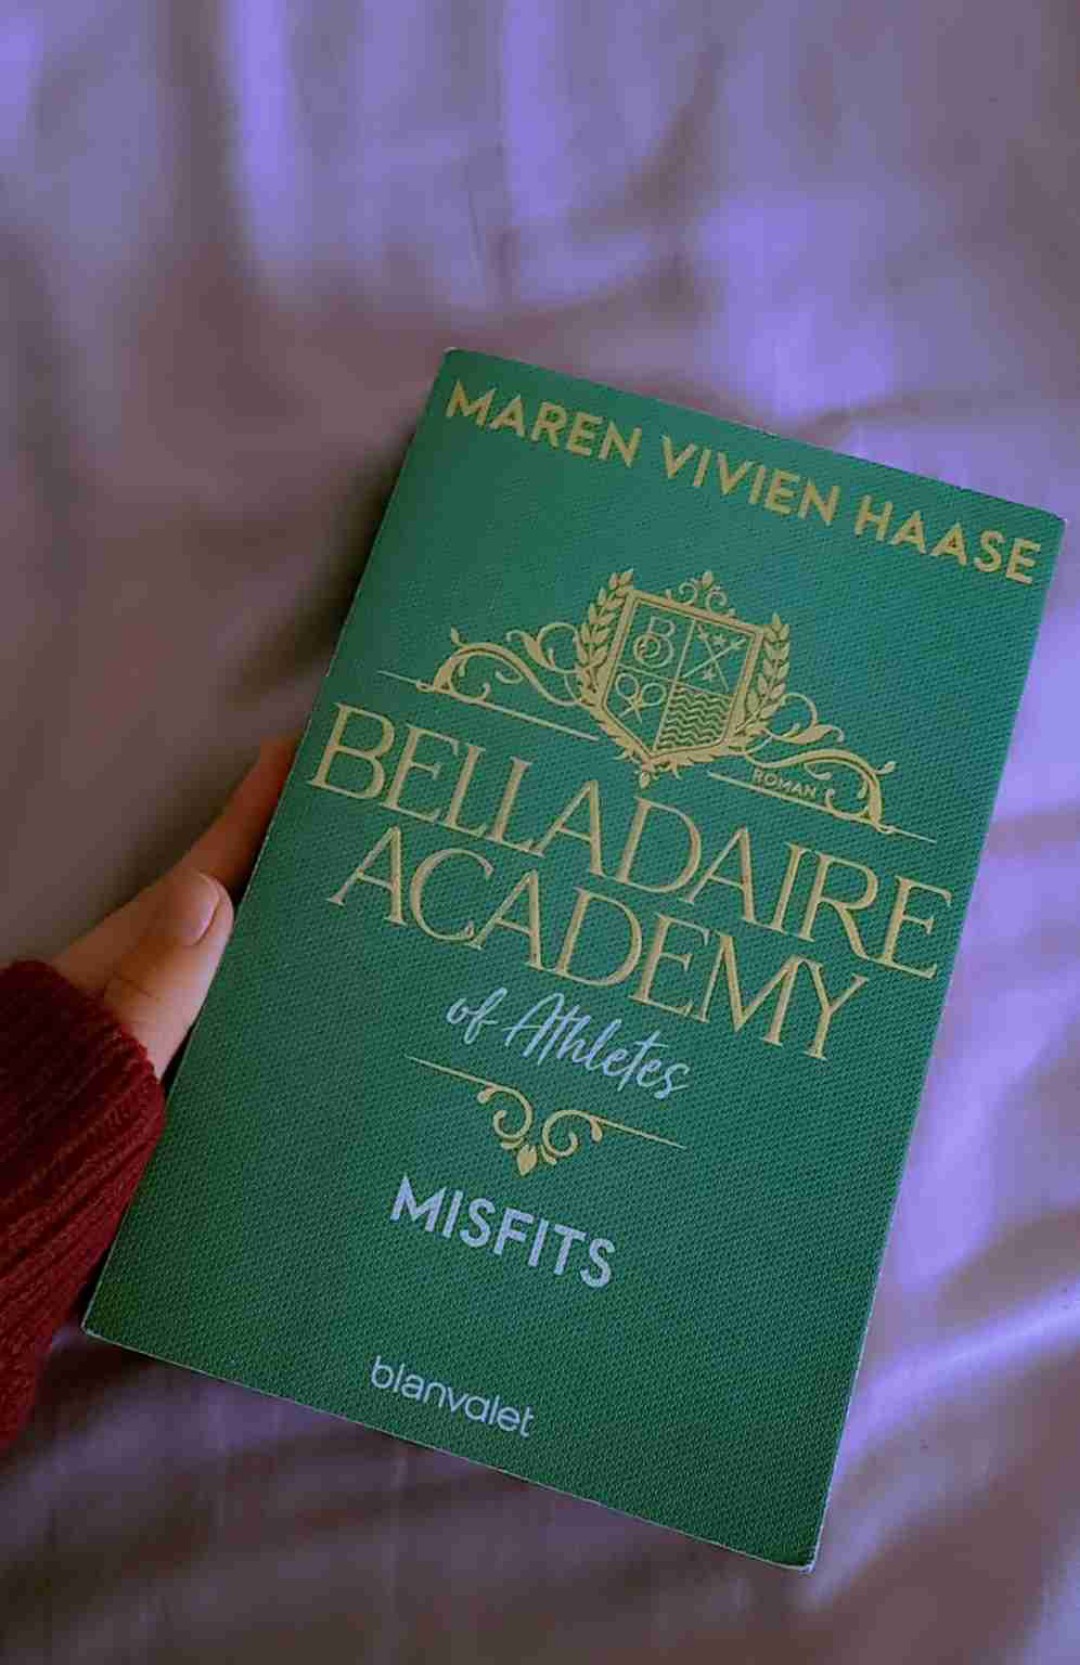 MAREN VIVIEN HAASE
B
ROMAN
BELLADAIRE
ACADEMY
of Athletes
MISFITS
blanvalet